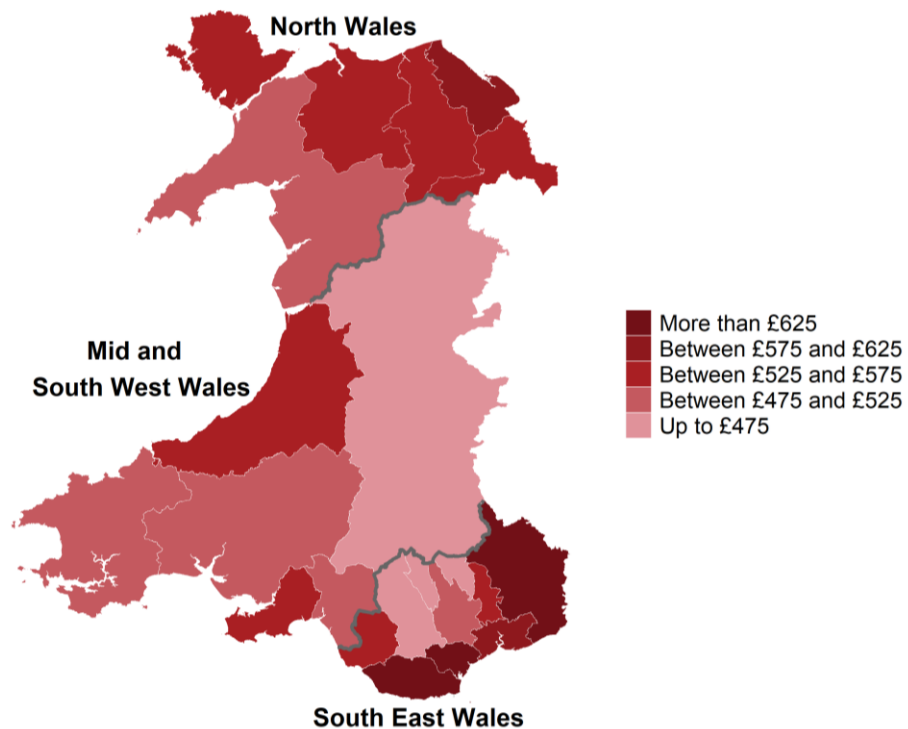 North Wales
Mid and
South West Wales
More than £625
Between £575 and £625
Between £525 and £575
Between £475 and £525
Up to £475
South East Wales